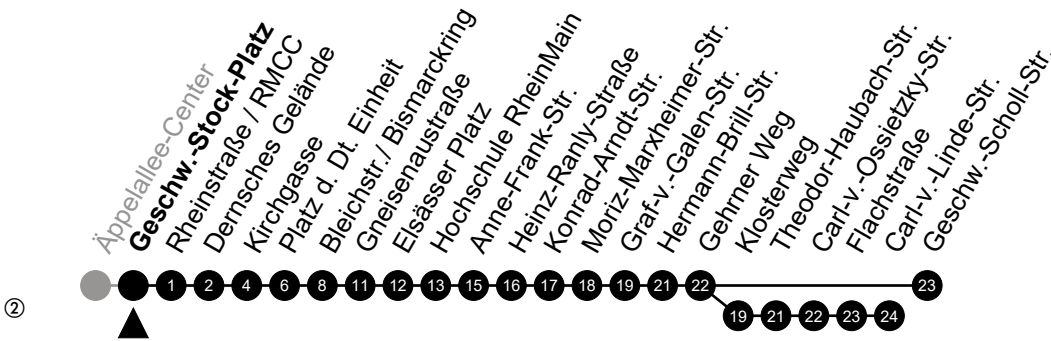 Äppelallee-Center
Geschw.-Stock-Platz
Rheinstraße / RMCC
Dernsches Gelände
Kirchgasse
Platz d. Dt. Einheit
Bleichstr./ Bismarckring
Gneisenaustraße
Elsässer Platz
Hochschule RheinMain
Anne-Frank-Str.
Heinz-Ranly-Straße
Konrad-Arndt-Str.
Moriz-Marxheimer-Str.
Graf-v.-Galen-Str.
Hermann-Brill-Str.
Gehrner Weg
Klosterweg
Theodor-Haubach-Str.
Carl-v.-Ossietzky-Str.
Flachstraße
Carl-v.-Linde-Str.
Geschw.-Scholl-Str.
1 2 4 6 8 11 12 13 15 16 17 18 19 21 22 23
② 19 21 22 23 24